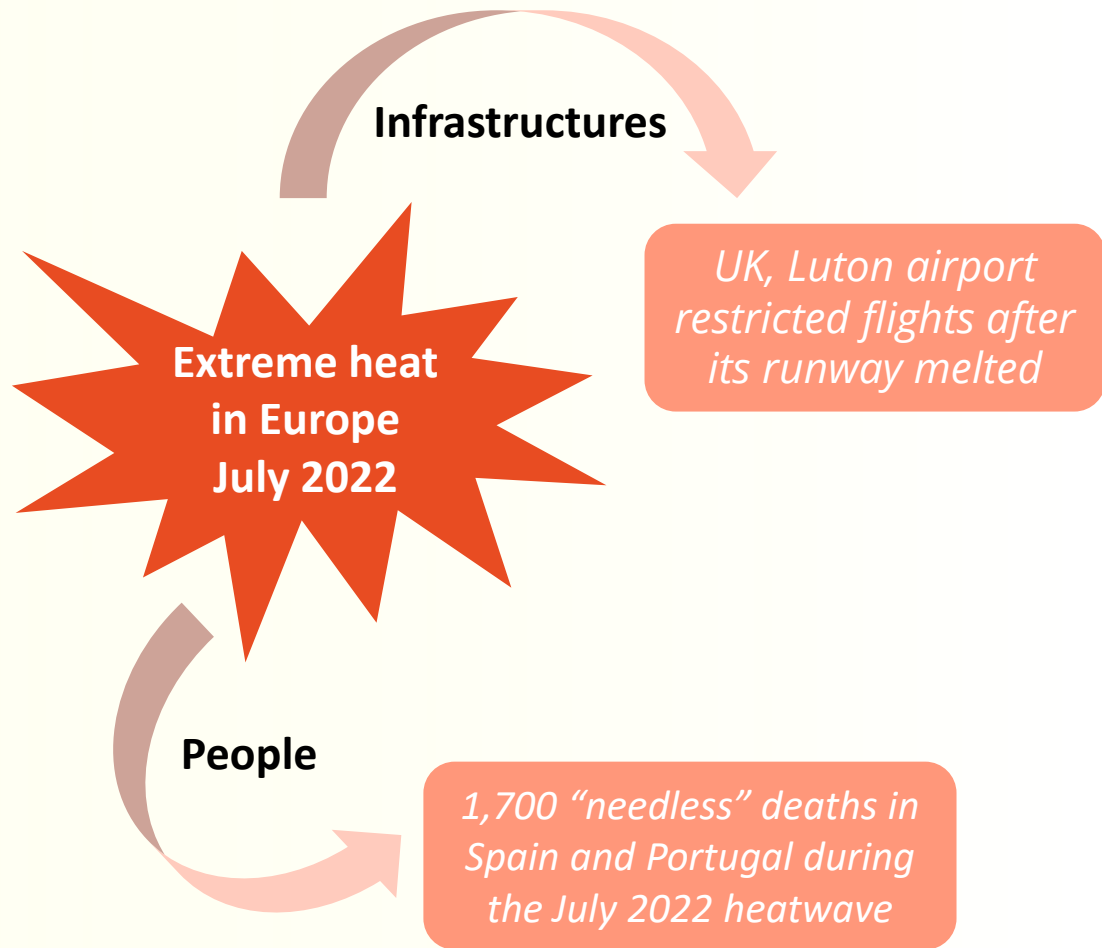 Infrastructures
UK, Luton airport
restricted flights after
its runway melted
Extreme heat
in Europe
July 2022
People
1,700 “needless” deaths in
Spain and Portugal during
the July 2022 heatwave